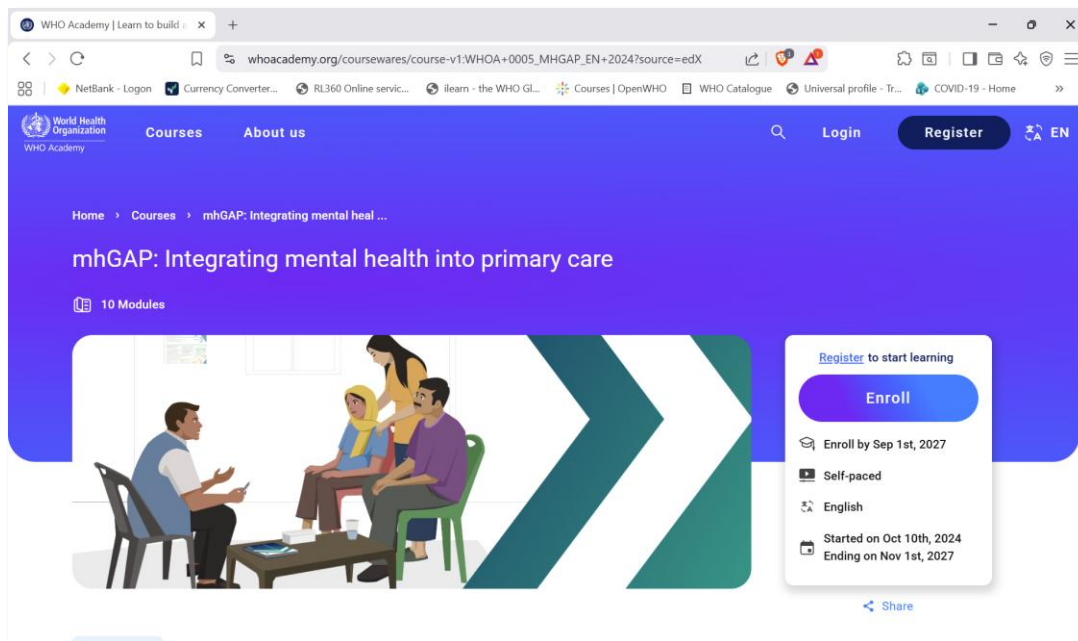 WHO Academy | Learn to build a
whoacademy.org/coursewares/course-v1:WHOA+0005_MHGAP_EN+2024?source=edX
NetBank - Logon Currency Converter... RL360 Online servic... ilearn - the WHO Gl... Courses | OpenWHO WHO Catalogue Universal profile - Tr... COVID-19 - Home »
World Health
Organization
WHO Academy
Courses About us Login Register EN
Home › Courses › mhGAP: Integrating mental heal ...
mhGAP: Integrating mental health into primary care
10 Modules
Register to start learning
Enroll
Enroll by Sep 1st, 2027
Self-paced
English
Started on Oct 10th, 2024
Ending on Nov 1st, 2027
Share